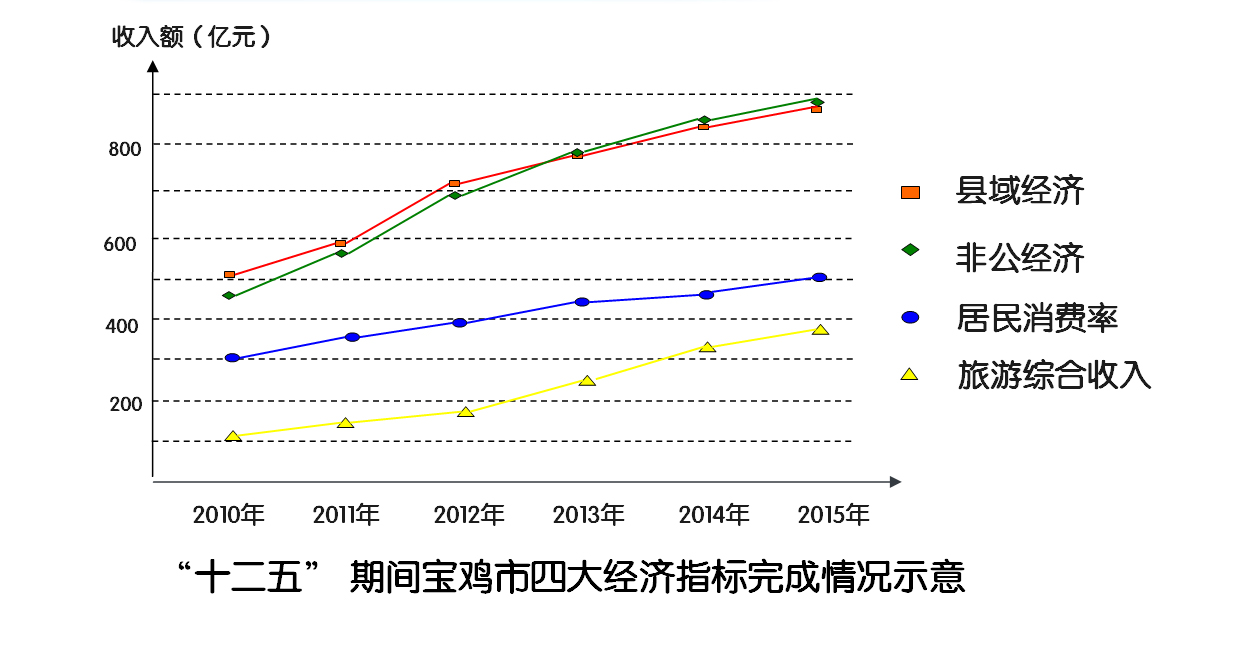 收入额（亿元）
800
600
400
200
2010年 2011年 2012年 2013年 2014年 2015年
县域经济
非公经济
居民消费率
旅游综合收入
“十二五” 期间宝鸡市四大经济指标完成情况示意